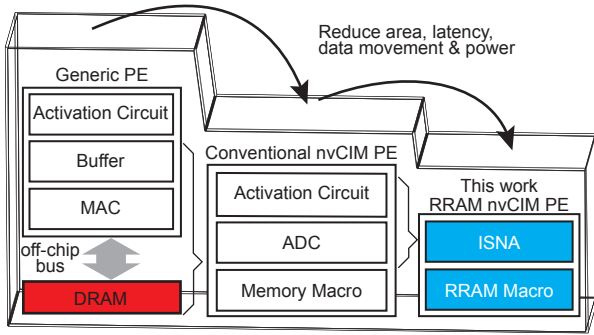 Reduce area, latency,
data movement & power
Generic PE
Activation Circuit
Buffer
MAC
off-chip
bus
DRAM
Conventional nvCIM PE
Activation Circuit
ADC
Memory Macro
This work
RRAM nvCIM PE
ISNA
RRAM Macro